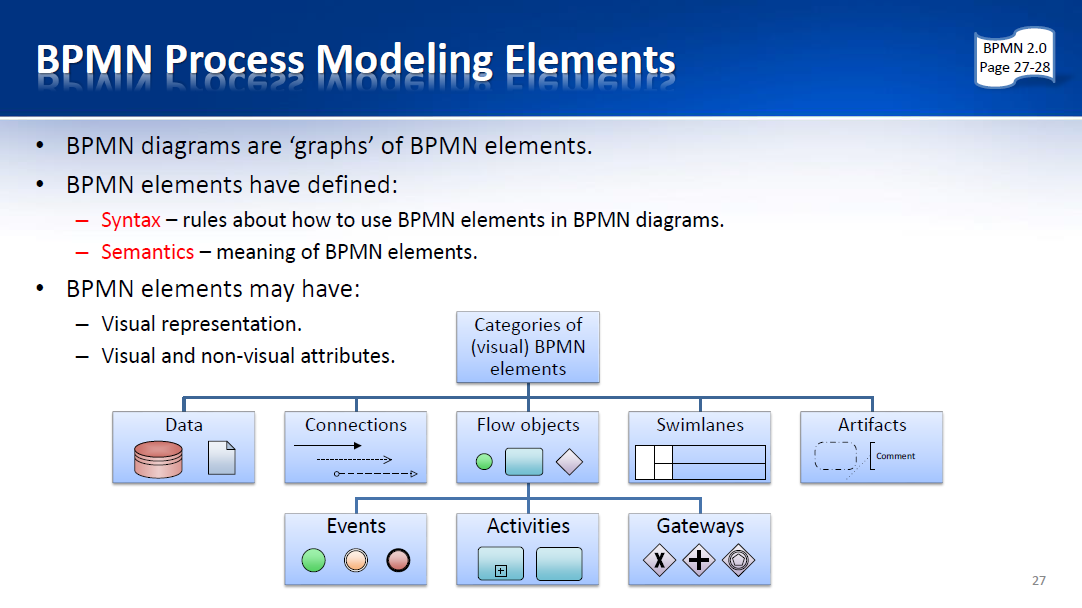 BPMN Process Modeling Elements
BPMN 2.0
Page 27-28
• BPMN diagrams are ‘graphs’ of BPMN elements.
• BPMN elements have defined:
– Syntax – rules about how to use BPMN elements in BPMN diagrams.
– Semantics – meaning of BPMN elements.
• BPMN elements may have:
– Visual representation.
– Visual and non-visual attributes.
Categories of
(visual) BPMN
elements
Data
Connections
Flow objects
Swimlanes
Artifacts
Comment
Events
Activities
Gateways
X
27